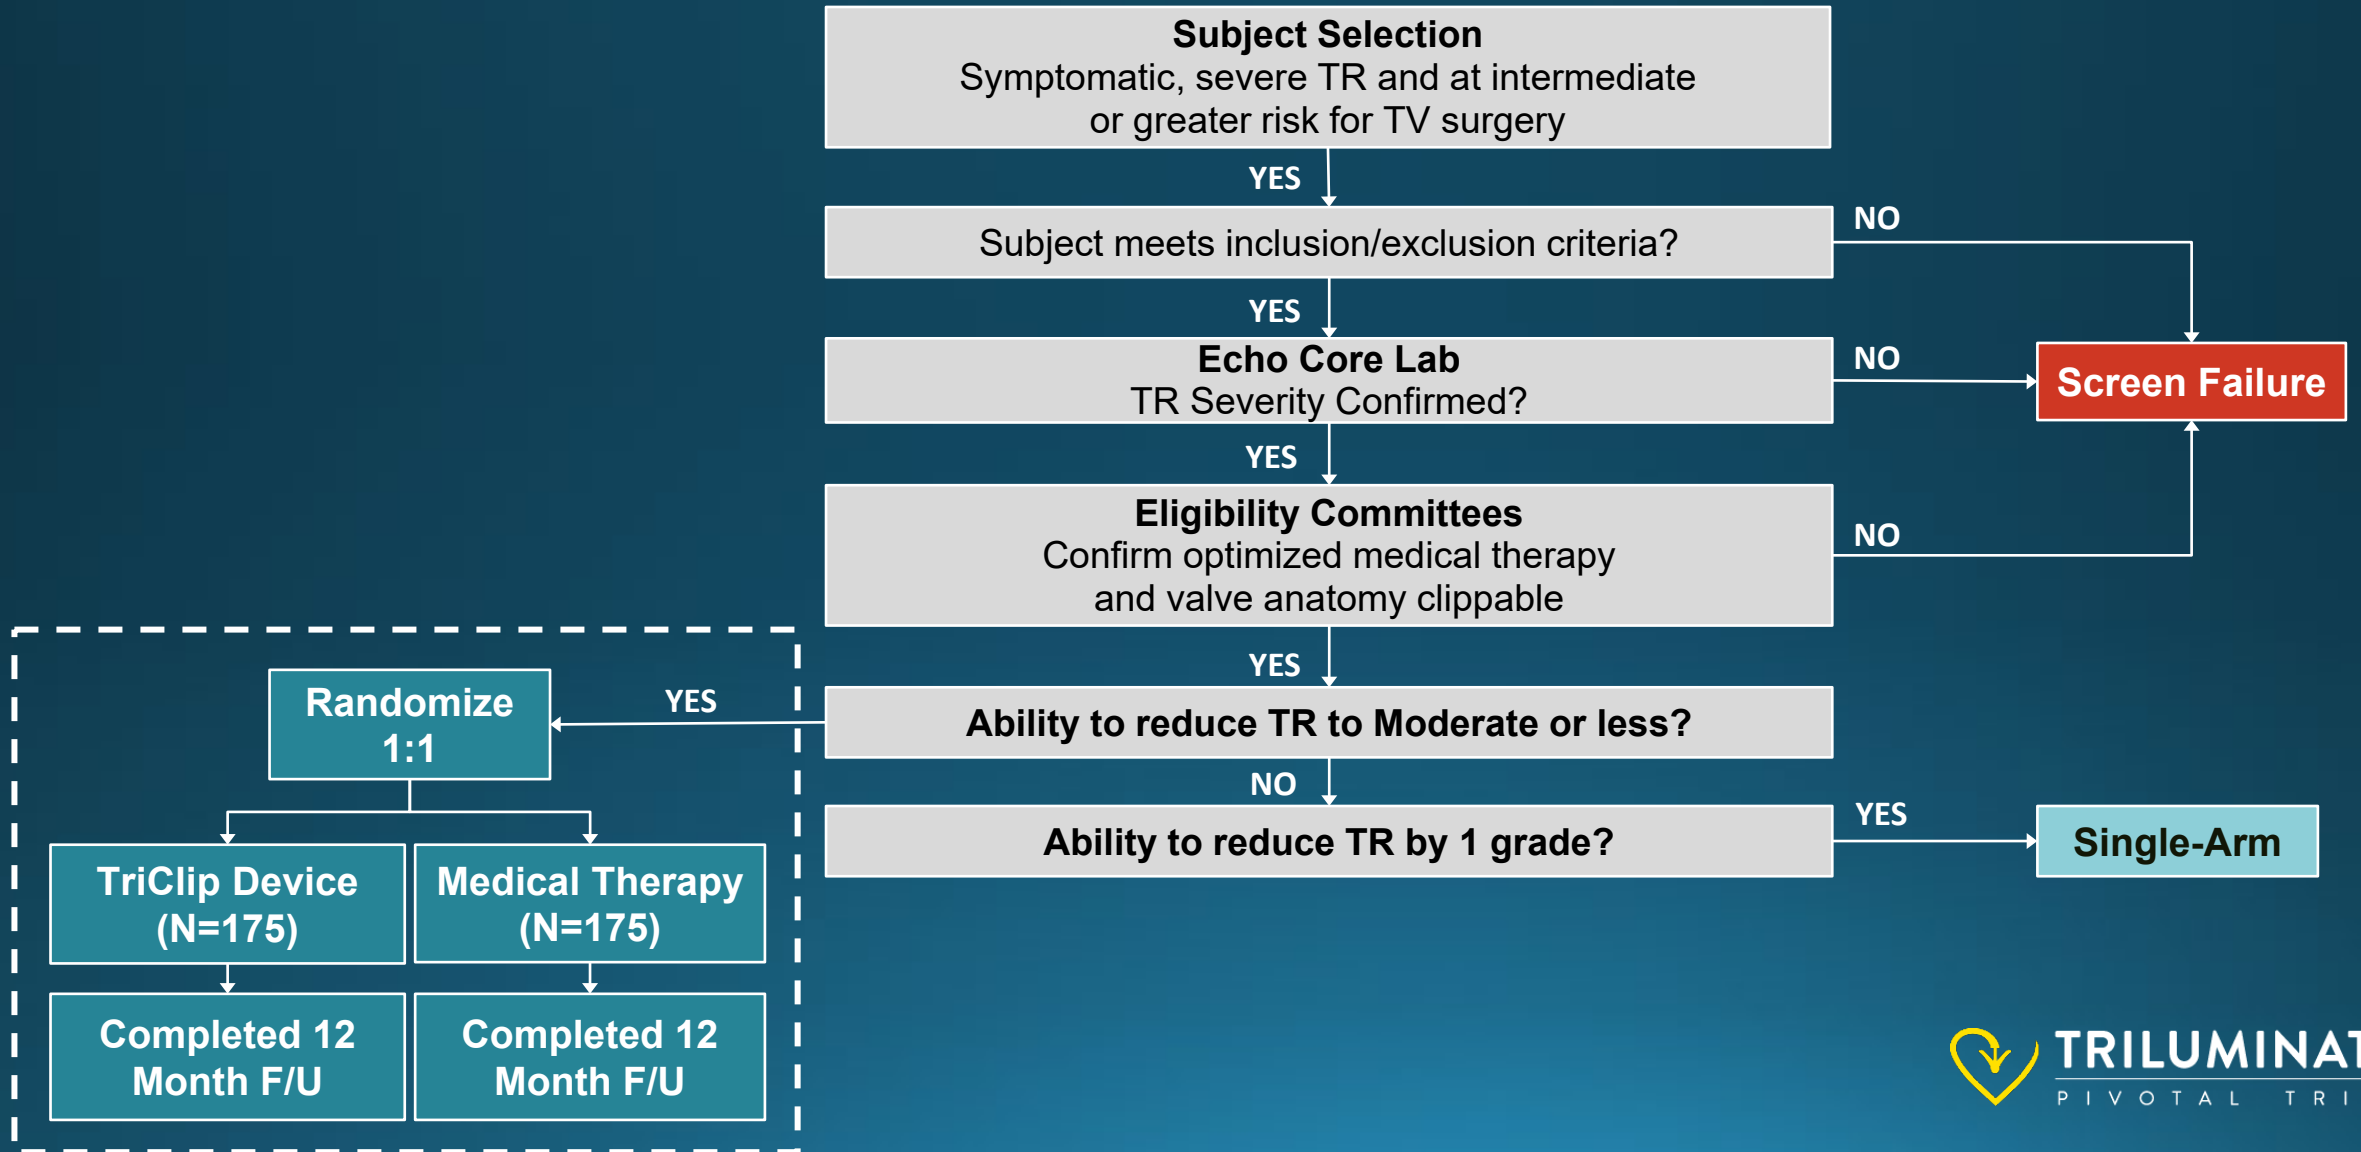 Subject Selection
Symptomatic, severe TR and at intermediate
or greater risk for TV surgery
YES
Subject meets inclusion/exclusion criteria?
NO
YES
Echo Core Lab
TR Severity Confirmed?
NO
Screen Failure
YES
Eligibility Committees
Confirm optimized medical therapy
and valve anatomy clippable
NO
YES
Ability to reduce TR to Moderate or less?
YES
Randomize
1:1
NO
Ability to reduce TR by 1 grade?
YES
Single-Arm
TriClip Device
(N=175)
Medical Therapy
(N=175)
Completed 12
Month F/U
Completed 12
Month F/U
TRILUMINAT
PIVOTAL TRI